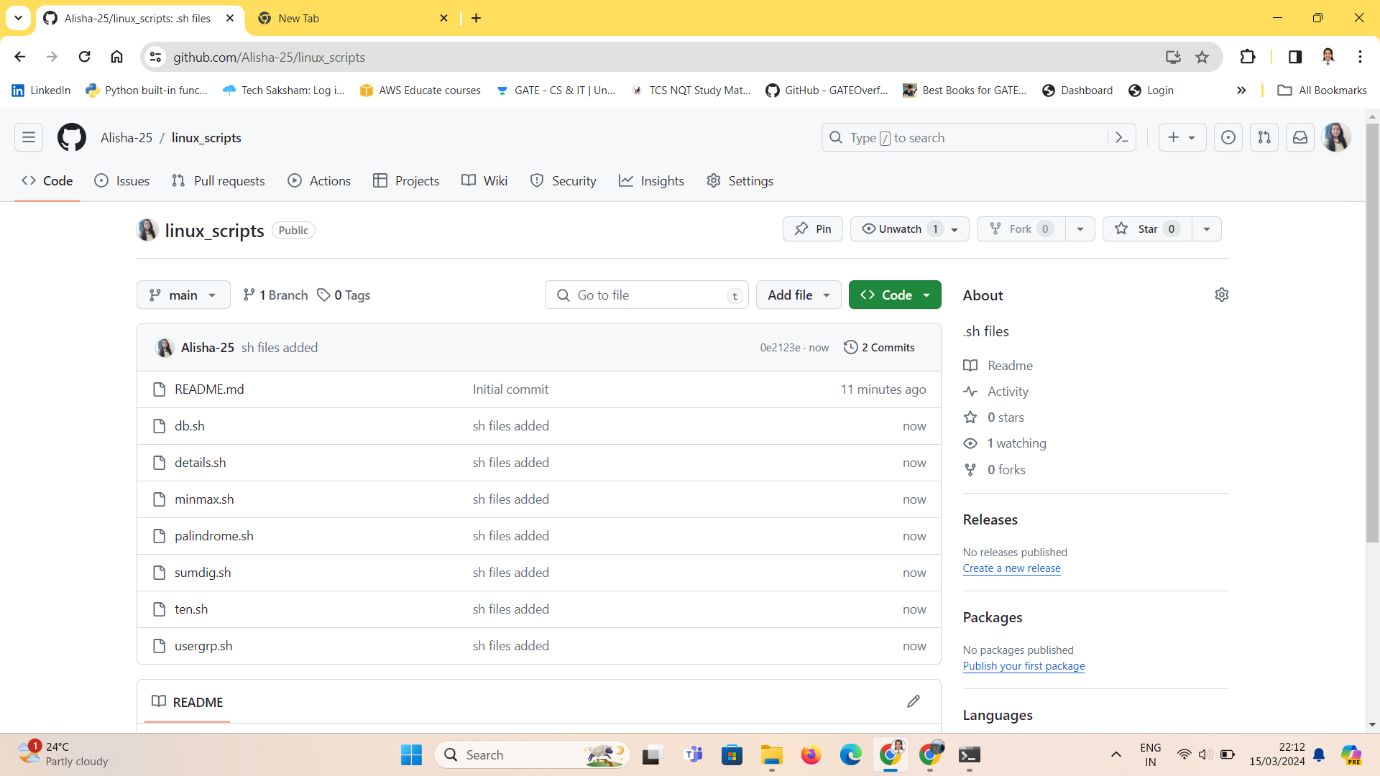 Alisha-25/linux_scripts: .sh files
New Tab
github.com/Alisha-25/linux_scripts
LinkedIn Python built-in func... Tech Saksham: Log i... AWS Educate courses GATE - CS & IT | Un... TCS NQT Study Mat... GitHub - GATEOverf... Best Books for GATE... Dashboard Login » All Bookmarks
Alisha-25 / linux_scripts
Type / to search
Code Issues Pull requests Actions Projects Wiki Security Insights Settings
linux_scripts Public
Pin Unwatch 1 Fork 0 Star 0
main 1 Branch 0 Tags Go to file t Add file Code
About
Alisha-25 sh files added 0e2123e · now 2 Commits
README.md Initial commit 11 minutes ago
db.sh sh files added now
details.sh sh files added now
minmax.sh sh files added now
palindrome.sh sh files added now
sumdig.sh sh files added now
ten.sh sh files added now
usergrp.sh sh files added now
README
.sh files
Readme
Activity
0 stars
1 watching
0 forks
Releases
No releases published
Create a new release
Packages
No packages published
Publish your first package
Languages
1
24°C
Partly cloudy
Search
ENG
IN
22:12
15/03/2024
PRE